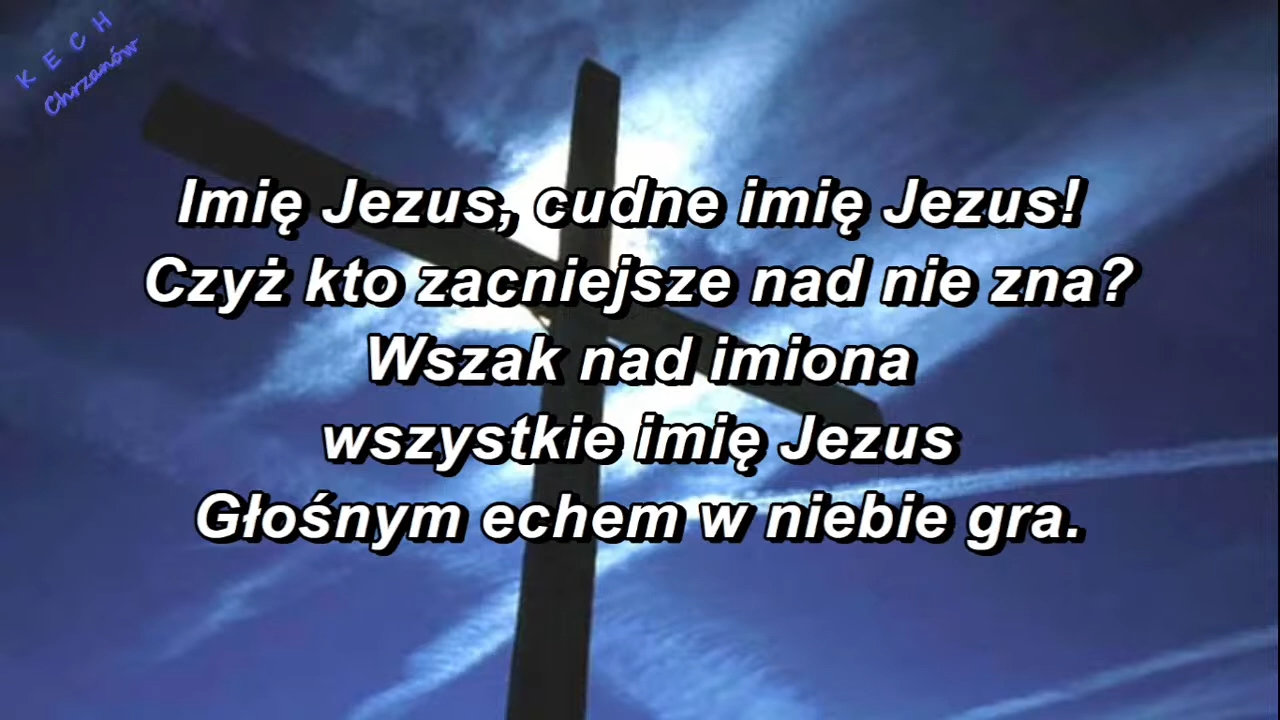 K E C H
Chrzanów
Imię Jezus, cudne imię Jezus!
Czyż kto zacniejsze nad nie zna?
Wszak nad imiona
wszystkie imię Jezus
Głośnym echem w niebie gra.